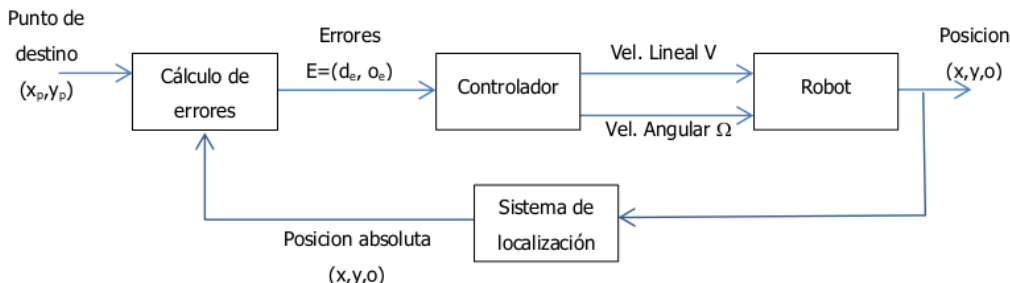 Punto de
destino
(xₚ,yₚ)
Cálculo de
errores
Errores
E=(dₑ, oₑ)
Controlador
Vel. Lineal V
Vel. Angular Ω
Robot
Posicion
(x,y,o)
Sistema de
localización
Posicion absoluta
(x,y,o)